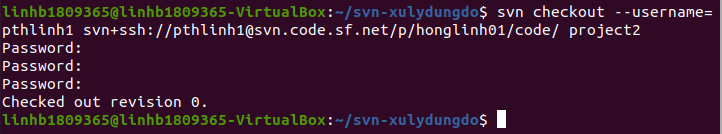 linhb1809365@linhb1809365-VirtualBox:~/svn-xulydungdo$ svn checkout --username=
pthlinh1 svn+ssh://pthlinh1@svn.code.sf.net/p/honglinh01/code/ project2
Password:
Password:
Password:
Checked out revision 0.
linhb1809365@linhb1809365-VirtualBox:~/svn-xulydungdo$